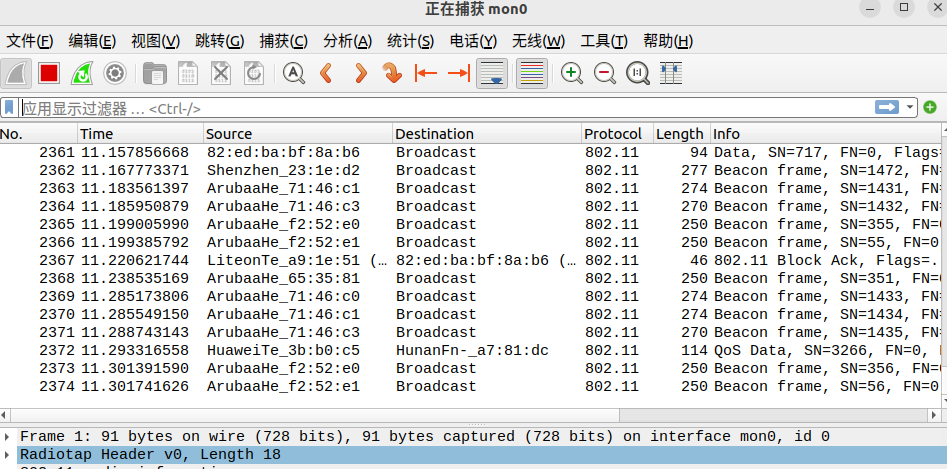 正在捕获 mon0
文件(F) 编辑(E) 视图(V) 跳转(G) 捕获(C) 分析(A) 统计(S) 电话(Y) 无线(W) 工具(T) 帮助(H)
应用显示过滤器 … <Ctrl-/>
No. Time Source Destination Protocol Length Info
2361 11.157856668 82:ed:ba:bf:8a:b6 Broadcast 802.11 94 Data, SN=717, FN=0, Flags=
2362 11.167773371 Shenzhen_23:1e:d2 Broadcast 802.11 277 Beacon frame, SN=1472, FN
2363 11.183561397 ArubaaHe_71:46:c1 Broadcast 802.11 274 Beacon frame, SN=1431, FN
2364 11.185950879 ArubaaHe_71:46:c3 Broadcast 802.11 270 Beacon frame, SN=1432, FN
2365 11.199005990 ArubaaHe_f2:52:e0 Broadcast 802.11 250 Beacon frame, SN=355, FN=
2366 11.199385792 ArubaaHe_f2:52:e1 Broadcast 802.11 250 Beacon frame, SN=55, FN=0
2367 11.220621744 LiteonTe_a9:1e:51 (… 82:ed:ba:bf:8a:b6 (… 802.11 46 802.11 Block Ack, Flags=.
2368 11.238535169 ArubaaHe_65:35:81 Broadcast 802.11 250 Beacon frame, SN=351, FN=
2369 11.285173806 ArubaaHe_71:46:c0 Broadcast 802.11 274 Beacon frame, SN=1433, FN
2370 11.285549150 ArubaaHe_71:46:c1 Broadcast 802.11 274 Beacon frame, SN=1434, FN
2371 11.288743143 ArubaaHe_71:46:c3 Broadcast 802.11 270 Beacon frame, SN=1435, FN
2372 11.293316558 HuaweiTe_3b:b0:c5 HunanFn-_a7:81:dc 802.11 114 QoS Data, SN=3266, FN=0,
2373 11.301391590 ArubaaHe_f2:52:e0 Broadcast 802.11 250 Beacon frame, SN=356, FN=
2374 11.301741626 ArubaaHe_f2:52:e1 Broadcast 802.11 250 Beacon frame, SN=56, FN=0
Frame 1: 91 bytes on wire (728 bits), 91 bytes captured (728 bits) on interface mon0, id 0
Radiotap Header v0, Length 18